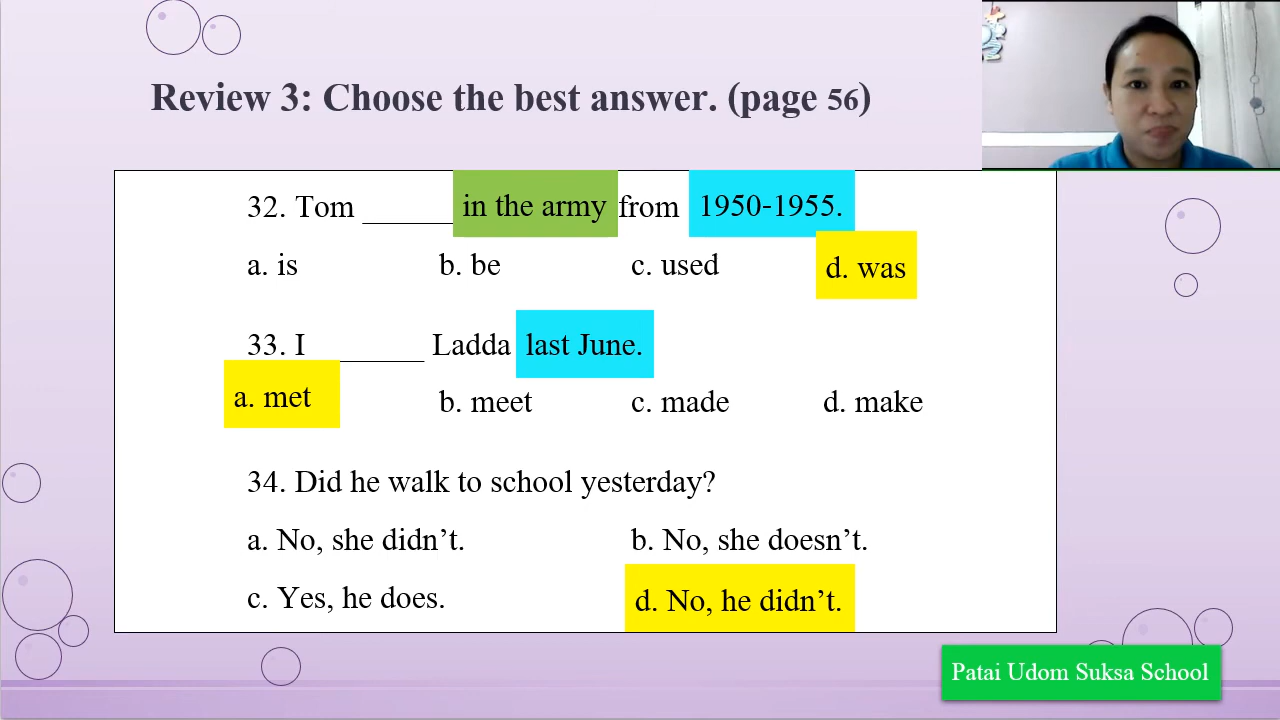 Review 3: Choose the best answer. (page 56)
32. Tom ______ in the army from 1950-1955.
a. is b. be c. used d. was
33. I ______ Ladda last June.
a. met b. meet c. made d. make
34. Did he walk to school yesterday?
a. No, she didn’t. b. No, she doesn’t.
c. Yes, he does. d. No, he didn’t.
Patai Udom Suksa School